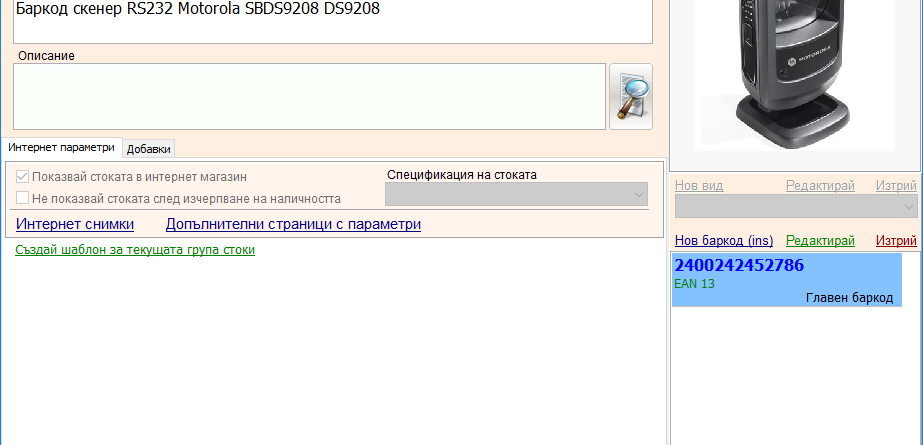 Баркод скенер RS232 Motorola SBDS9208 DS9208
Описание
MOTOROLA
Интернет параметри
Добавки
Показвай стоката в интернет магазин
Не показвай стоката след изчерпване на наличността
Спецификация на стоката
Интернет снимки
Допълнителни страници с параметри
Създай шаблон за текущата група стоки
Нов вид
Редактирай
Изтрий
Нов баркод (ins)
Редактирай
Изтрий
2400242452786
EAN 13
Главен баркод